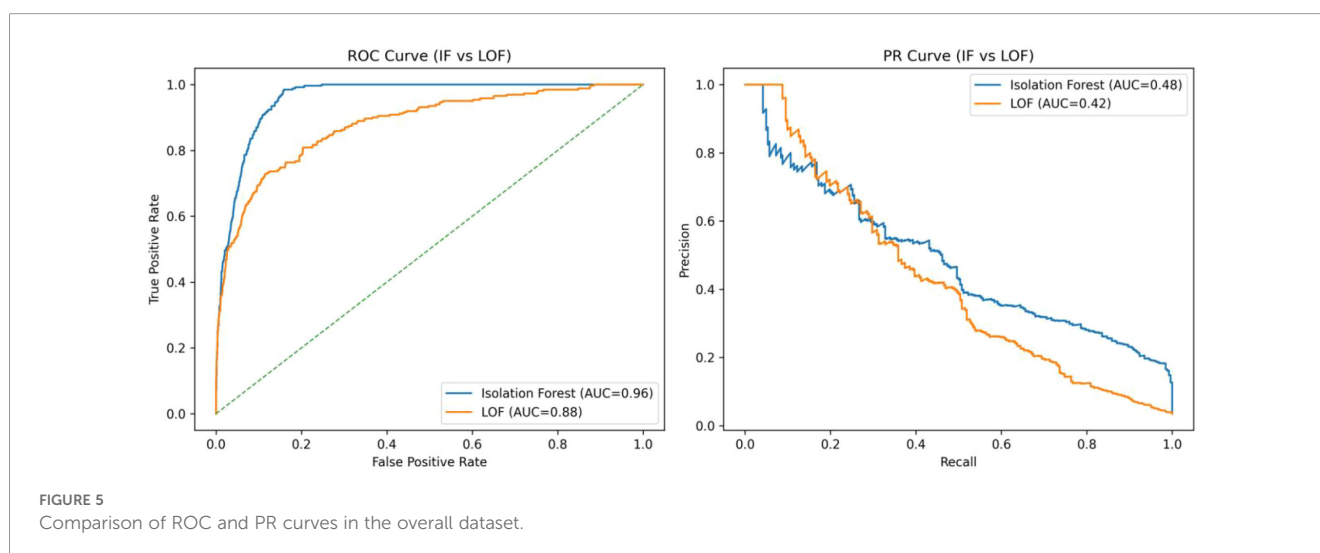 ROC Curve (IF vs LOF)
1.0
0.8
0.6
0.4
0.2
0.0
True Positive Rate
0.0 0.2 0.4 0.6 0.8 1.0
False Positive Rate
Isolation Forest (AUC=0.96)
LOF (AUC=0.88)
PR Curve (IF vs LOF)
1.0
0.8
0.6
0.4
0.2
0.0
Precision
0.0 0.2 0.4 0.6 0.8 1.0
Recall
Isolation Forest (AUC=0.48)
LOF (AUC=0.42)
FIGURE 5
Comparison of ROC and PR curves in the overall dataset.